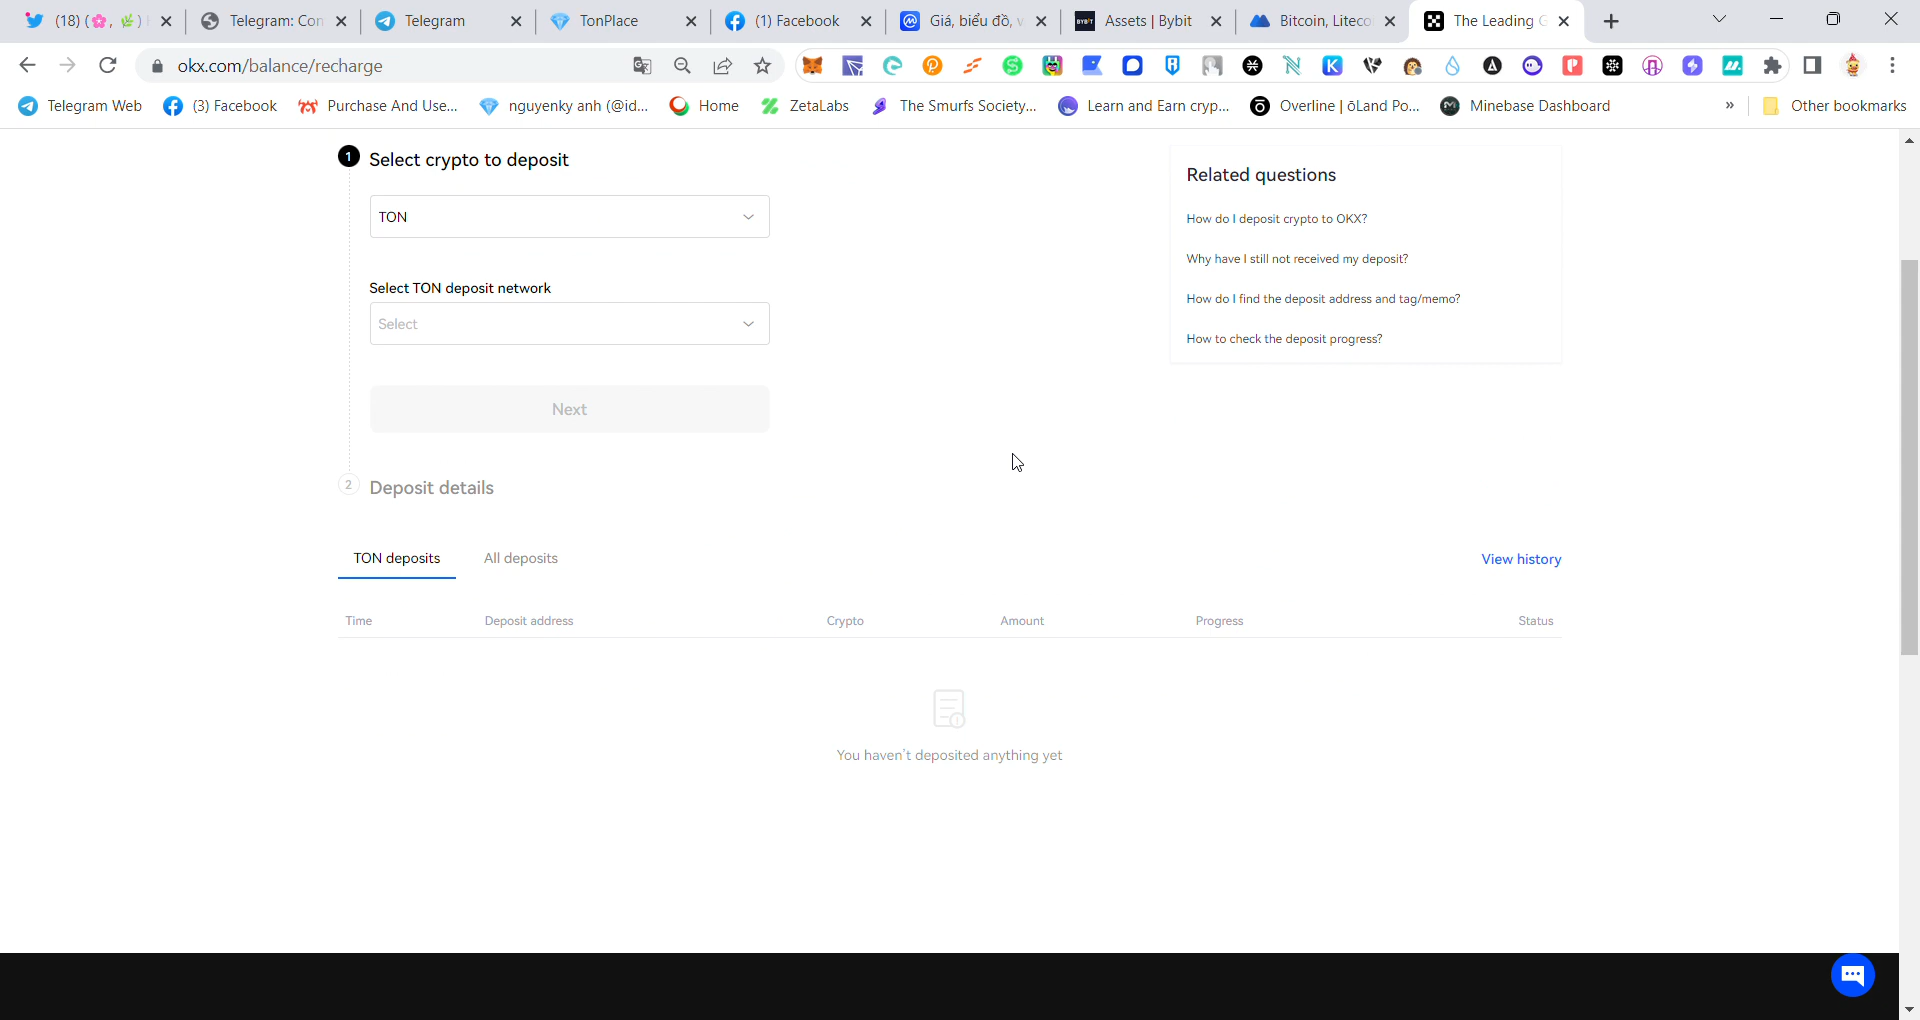 (18) (🌸, 🌿)
Telegram: Con
Telegram
TonPlace
(1) Facebook
Giá, biểu đồ, v
BYBIT
Assets | Bybit
Bitcoin, Liteco
The Leading
okx.com/balance/recharge
Telegram Web
(3) Facebook
Purchase And Use...
nguyenky anh (@id...
Home
ZetaLabs
The Smurfs Society...
Learn and Earn cryp...
Overline | ōLand Po...
Minebase Dashboard
»
Other bookmarks
1 Select crypto to deposit
TON
Select TON deposit network
Select
Next
2 Deposit details
Related questions
How do I deposit crypto to OKX?
Why have I still not received my deposit?
How do I find the deposit address and tag/memo?
How to check the deposit progress?
TON deposits
All deposits
View history
Time
Deposit address
Crypto
Amount
Progress
Status
You haven't deposited anything yet